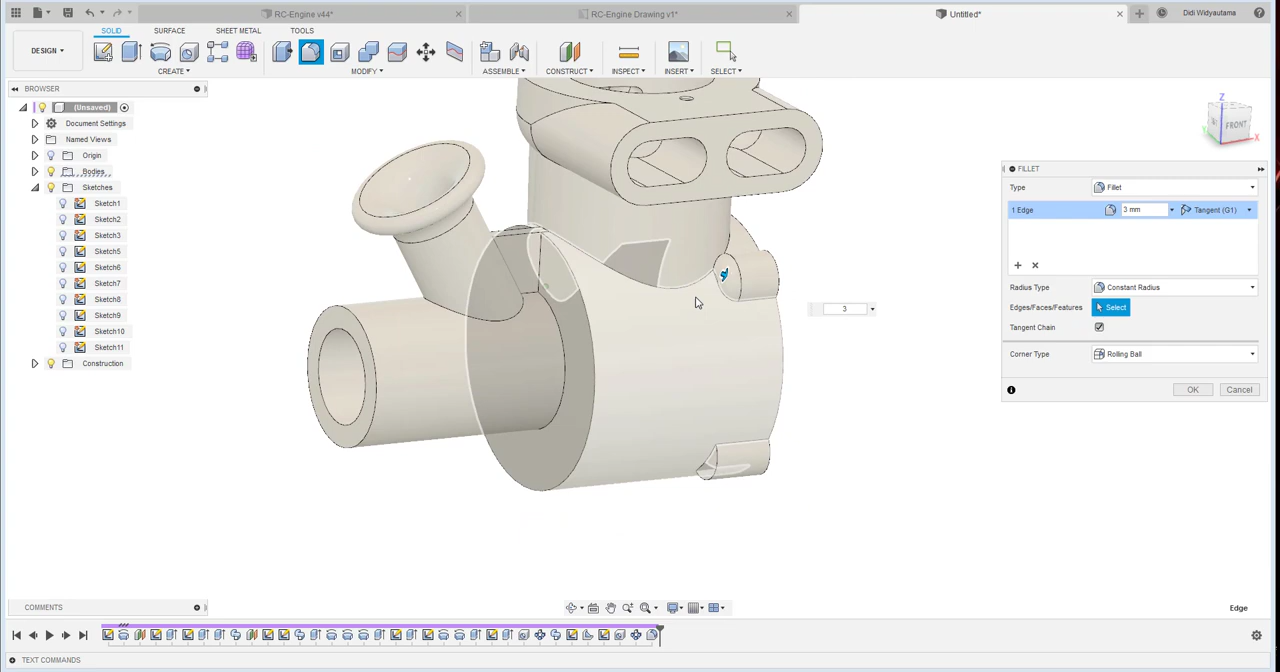 RC-Engine v44*
RC-Engine Drawing v1*
Untitled*
Didi Widyautama
SOLID
SURFACE
SHEET METAL
TOOLS
DESIGN
CREATE
MODIFY
ASSEMBLE
CONSTRUCT
INSPECT
INSERT
SELECT
BROWSER
(Unsaved)
Document Settings
Named Views
Origin
Bodies
Sketches
Sketch1
Sketch2
Sketch3
Sketch5
Sketch6
Sketch7
Sketch8
Sketch9
Sketch10
Sketch11
Construction
Z
FRONT
X
FILLET
Type
Fillet
1 Edge
3 mm
Tangent (G1)
Radius Type
Constant Radius
Edges/Faces/Features
Select
Tangent Chain
Corner Type
Rolling Ball
OK
Cancel
3
COMMENTS
Edge
TEXT COMMANDS